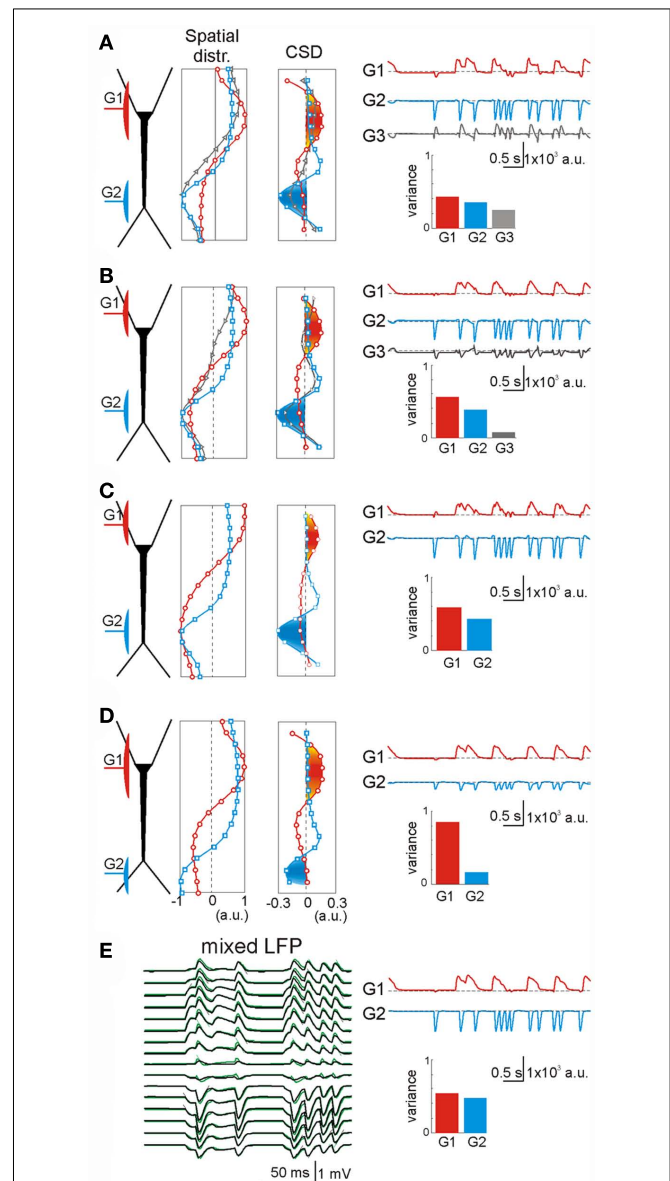 A
Spatial distr.
CSD
G1
G2
G1
G2
G3
0.5 s 1x10³ a.u.
1
variance
0
G1 G2 G3
B
G1
G2
G1
G2
G3
0.5 s 1x10³ a.u.
1
variance
0
G1 G2 G3
C
G1
G2
G1
G2
0.5 s 1x10³ a.u.
1
variance
0
G1 G2
D
G1
G2
-1 0 1
(a.u.)
-0.3 0.3
(a.u.)
G1
G2
0.5 s 1x10³ a.u.
1
variance
0
G1 G2
E
mixed LFP
50 ms 1 mV
G1
G2
0.5 s 1x10³ a.u.
1
variance
0
G1 G2